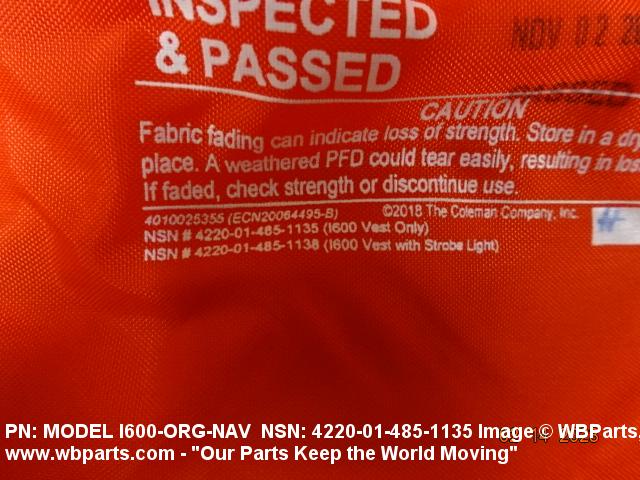 INSPECTED
& PASSED
NOV 02
CAUTION
Fabric fading can indicate loss of strength. Store in a dry
place. A weathered PFD could tear easily, resulting in loss
If faded, check strength or discontinue use.
4010025355 (ECN20064495-B) ©2018 The Coleman Company, Inc.
NSN # 4220-01-485-1135 (I600 Vest Only)
NSN # 4220-01-485-1138 (I600 Vest with Strobe Light)
PN: MODEL I600-ORG-NAV NSN: 4220-01-485-1135 Image © WBParts,
www.wbparts.com - "Our Parts Keep the World Moving"